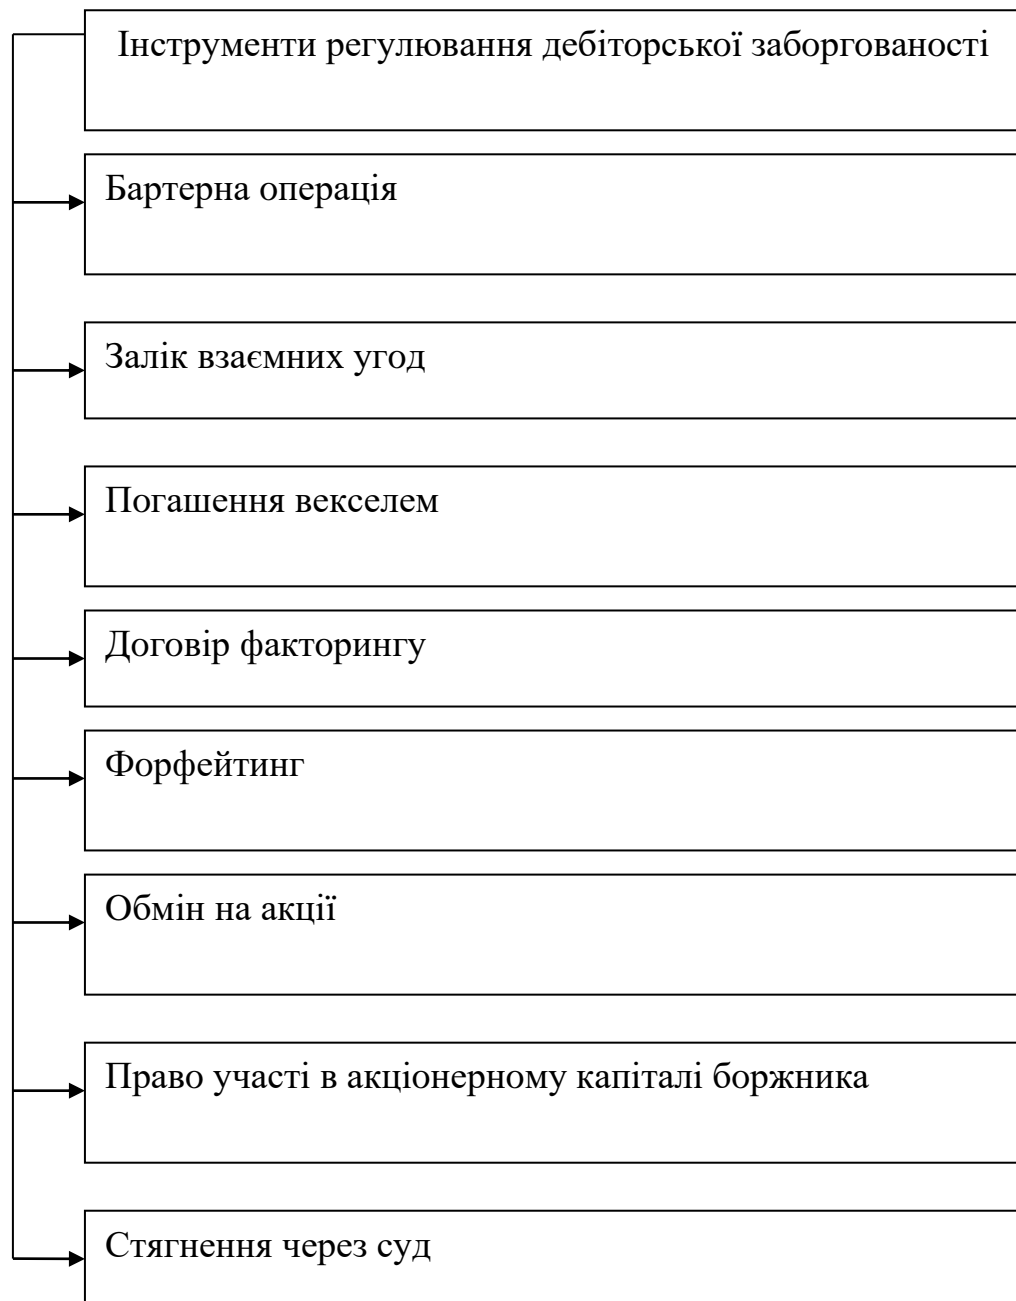 Інструменти регулювання дебіторської заборгованості
Бартерна операція
Залік взаємних угод
Погашення векселем
Договір факторингу
Форфейтинг
Обмін на акції
Право участі в акціонерному капіталі боржника
Стягнення через суд